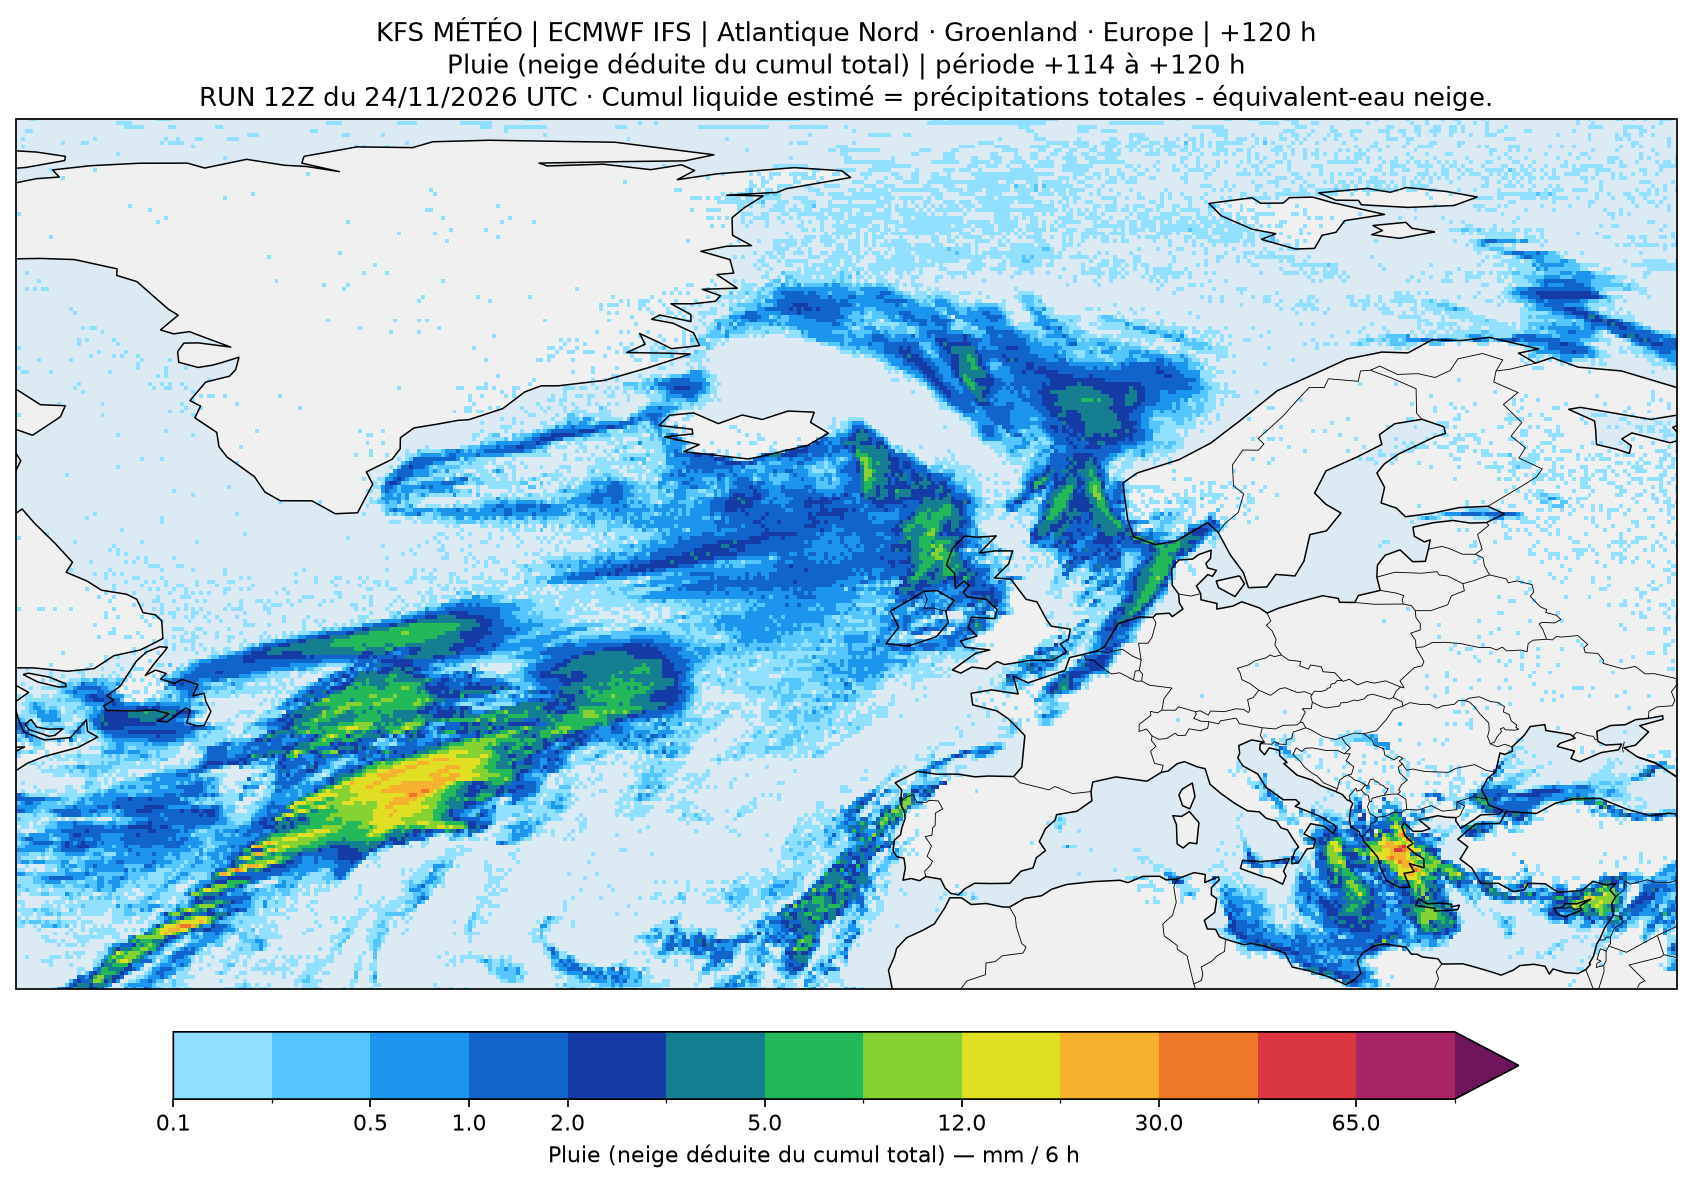 KFS MÉTÉO | ECMWF IFS | Atlantique Nord · Groenland · Europe | +120 h
Pluie (neige déduite du cumul total) | période +114 à +120 h
RUN 12Z du 24/11/2026 UTC · Cumul liquide estimé = précipitations totales - équivalent-eau neige.
0.1 0.5 1.0 2.0 5.0 12.0 30.0 65.0
Pluie (neige déduite du cumul total) — mm / 6 h